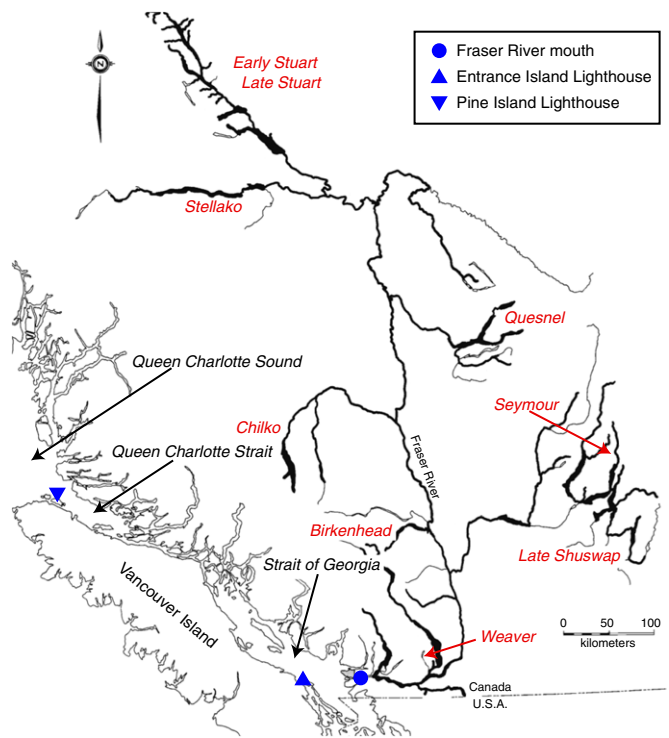 Early Stuart
Late Stuart
Fraser River mouth
Entrance Island Lighthouse
Pine Island Lighthouse
N
Stellako
Quesnel
Queen Charlotte Sound
Seymour
Chilko
Queen Charlotte Strait
Fraser River
Birkenhead
Late Shuswap
Strait of Georgia
Vancouver Island
Weaver
0 50 100
kilometers
Canada
U.S.A.